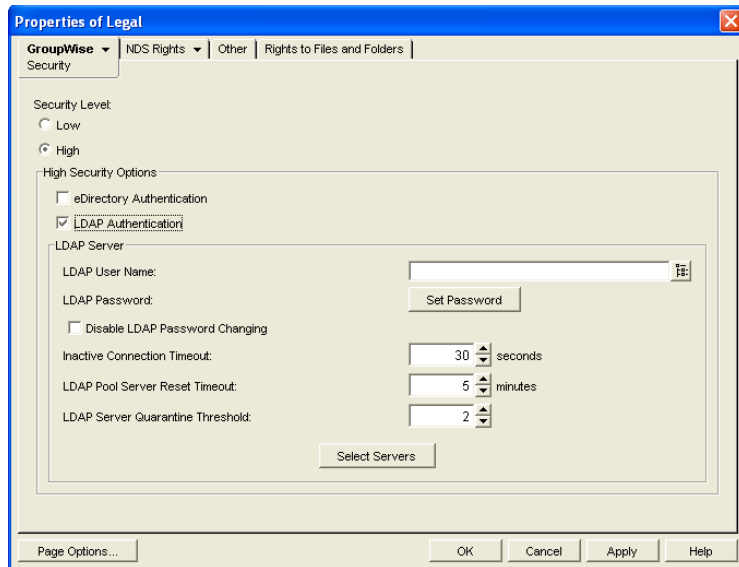 Properties of Legal
GroupWise NDS Rights Other Rights to Files and Folders
Security
Security Level:
Low
High
High Security Options
eDirectory Authentication
LDAP Authentication
LDAP Server
LDAP User Name:
LDAP Password: Set Password
Disable LDAP Password Changing
Inactive Connection Timeout: 30 seconds
LDAP Pool Server Reset Timeout: 5 minutes
LDAP Server Quarantine Threshold: 2
Select Servers
Page Options... OK Cancel Apply Help